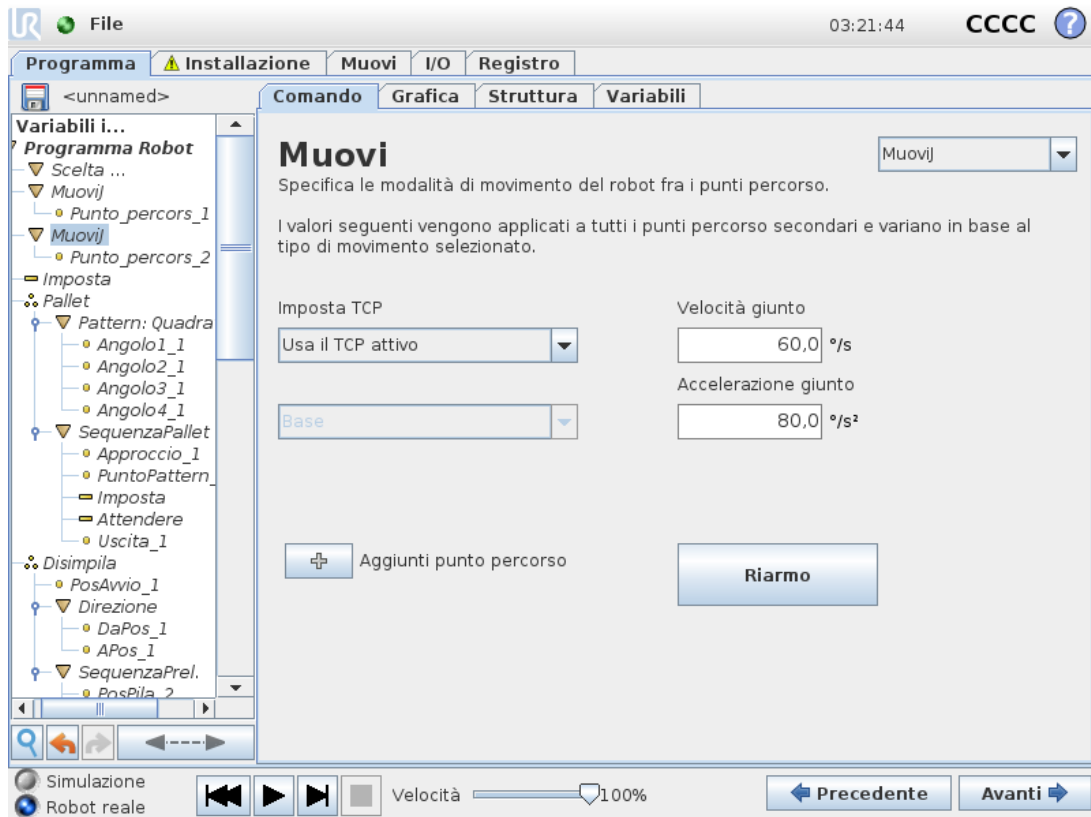 UR File 03:21:44 CCCC ?
Programma Installazione Muovi I/O Registro
<unnamed>
Comando Grafica Struttura Variabili
Variabili i...
Programma Robot
Scelta ...
MuoviJ
Punto_percors_1
MuoviJ
Punto_percors_2
Imposta
Pallet
Pattern: Quadra
Angolo1_1
Angolo2_1
Angolo3_1
Angolo4_1
SequenzaPallet
Approccio_1
PuntoPattern_
Imposta
Attendere
Uscita_1
Disimpila
PosAvvio_1
Direzione
DaPos_1
APos_1
SequenzaPrel.
PosPila_2
Muovi
MuoviJ
Specifica le modalità di movimento del robot fra i punti percorso.
I valori seguenti vengono applicati a tutti i punti percorso secondari e variano in base al
tipo di movimento selezionato.
Imposta TCP
Usa il TCP attivo
Base
Velocità giunto
60,0 °/s
Accelerazione giunto
80,0 °/s²
Aggiunti punto percorso
Riarmo
Simulazione
Robot reale
Velocità 100%
Precedente Avanti